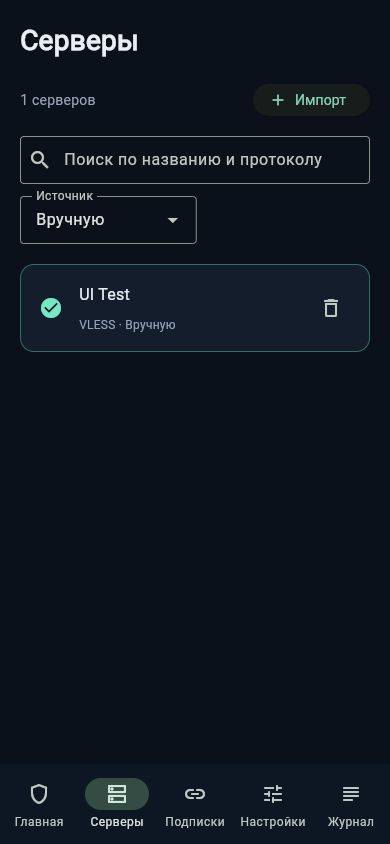 Серверы
1 серверов
Импорт
Поиск по названию и протоколу
Источник
Вручную
UI Test
VLESS · Вручную
Главная
Серверы
Подписки
Настройки
Журнал